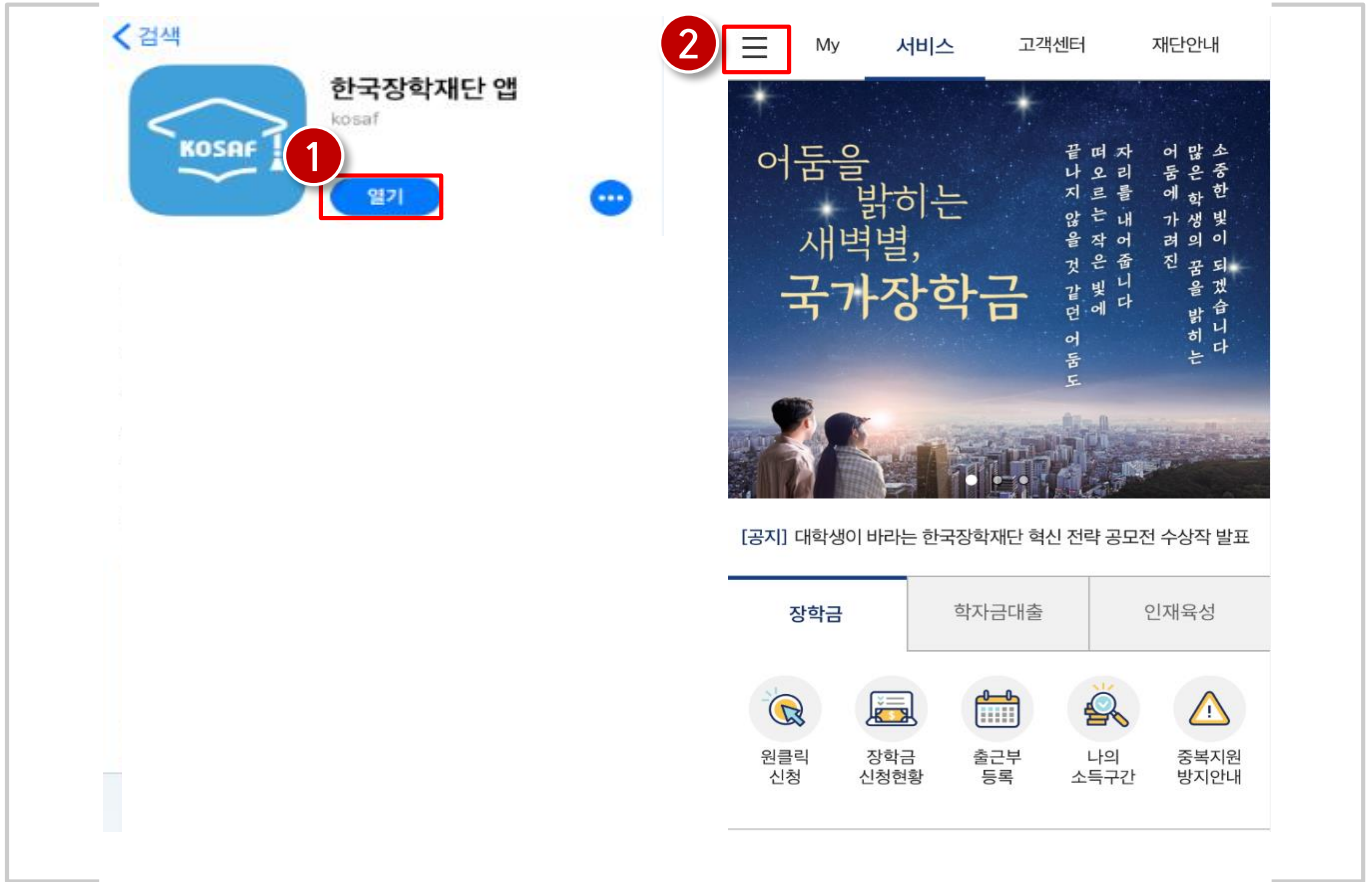 검색
KOSAF
한국장학재단 앱
kosaf
1
열기
2
My 서비스 고객센터 재단안내
어둠을
밝히는
새벽별,
국가장학금
소중한 빛이 되겠습니다
많은 학생의 꿈을 밝히는
어둠에 가려진
자리를 내어줍니다
떠오르는 작은 빛에
끝나지 않을 것 같던 어둠도
[공지] 대학생이 바라는 한국장학재단 혁신 전략 공모전 수상작 발표
장학금 학자금대출 인재육성
원클릭
신청
장학금
신청현황
출근부
등록
나의
소득구간
중복지원
방지안내